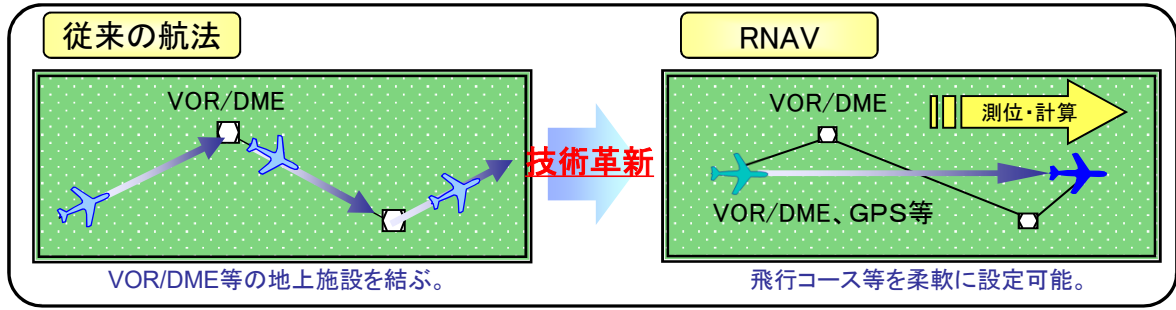 従来の航法
VOR/DME
VOR/DME等の地上施設を結ぶ。
技術革新
RNAV
VOR/DME
測位・計算
VOR/DME、GPS等
飛行コース等を柔軟に設定可能。